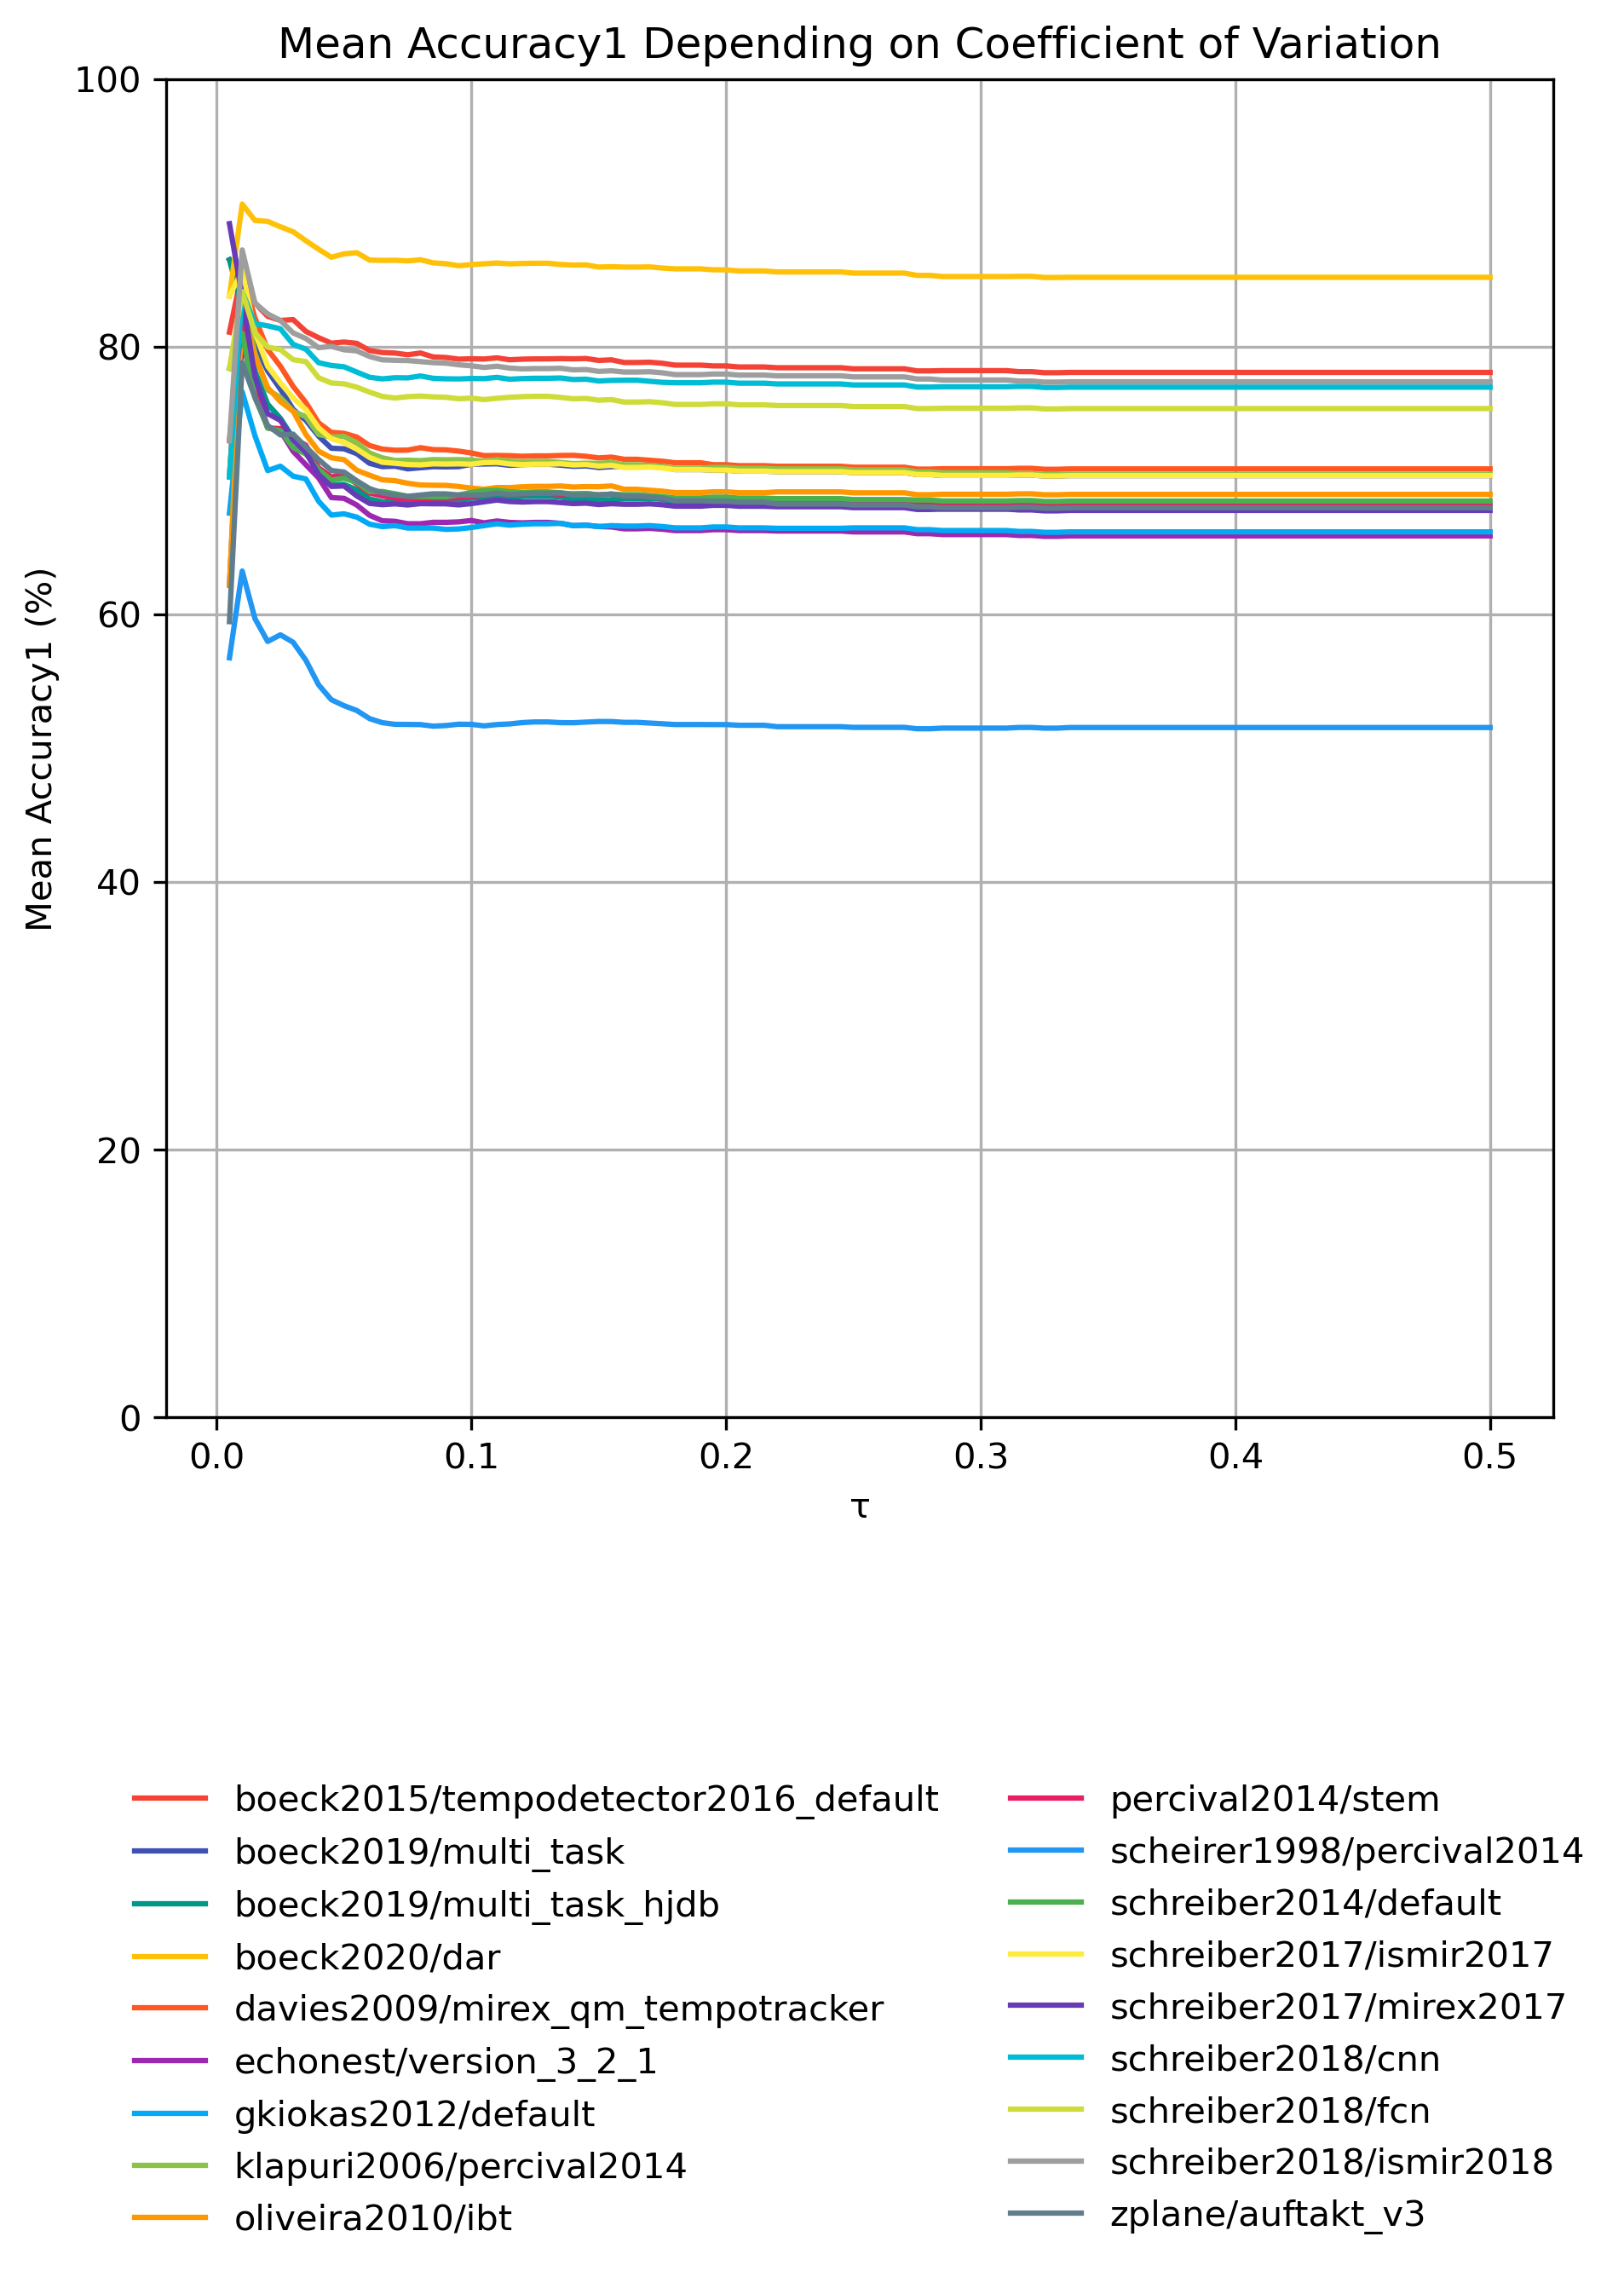 Mean Accuracy1 Depending on Coefficient of Variation
100
80
60
40
20
0
Mean Accuracy1 (%)
0.0 0.1 0.2 0.3 0.4 0.5
τ
boeck2015/tempodetector2016_default
boeck2019/multi_task
boeck2019/multi_task_hjdb
boeck2020/dar
davies2009/mirex_qm_tempotracker
echonest/version_3_2_1
gkiokas2012/default
klapuri2006/percival2014
oliveira2010/ibt
percival2014/stem
scheirer1998/percival2014
schreiber2014/default
schreiber2017/ismir2017
schreiber2017/mirex2017
schreiber2018/cnn
schreiber2018/fcn
schreiber2018/ismir2018
zplane/auftakt_v3